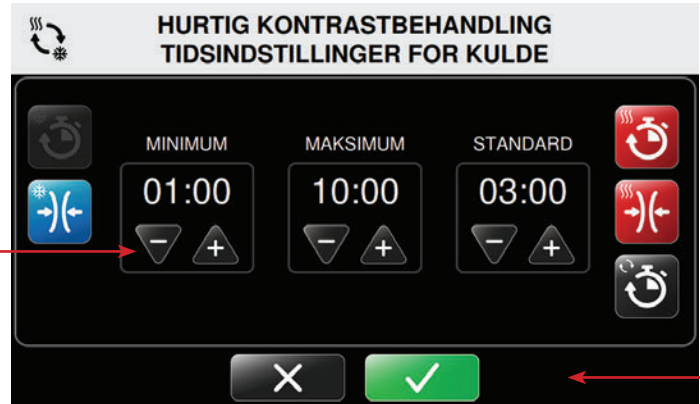 HURTIG KONTRASTBEHANDLING
TIDSINDSTILLINGER FOR KULDE
MINIMUM MAKSIMUM STANDARD
01:00 10:00 03:00